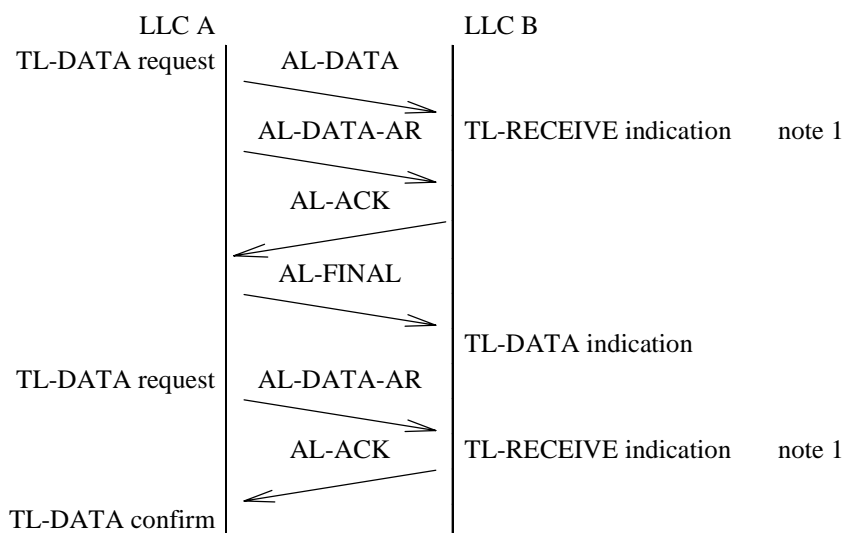 LLC A LLC B
TL-DATA request AL-DATA
AL-DATA-AR TL-RECEIVE indication note 1
AL-ACK
AL-FINAL
TL-DATA indication
TL-DATA request AL-DATA-AR
AL-ACK TL-RECEIVE indication note 1
TL-DATA confirm